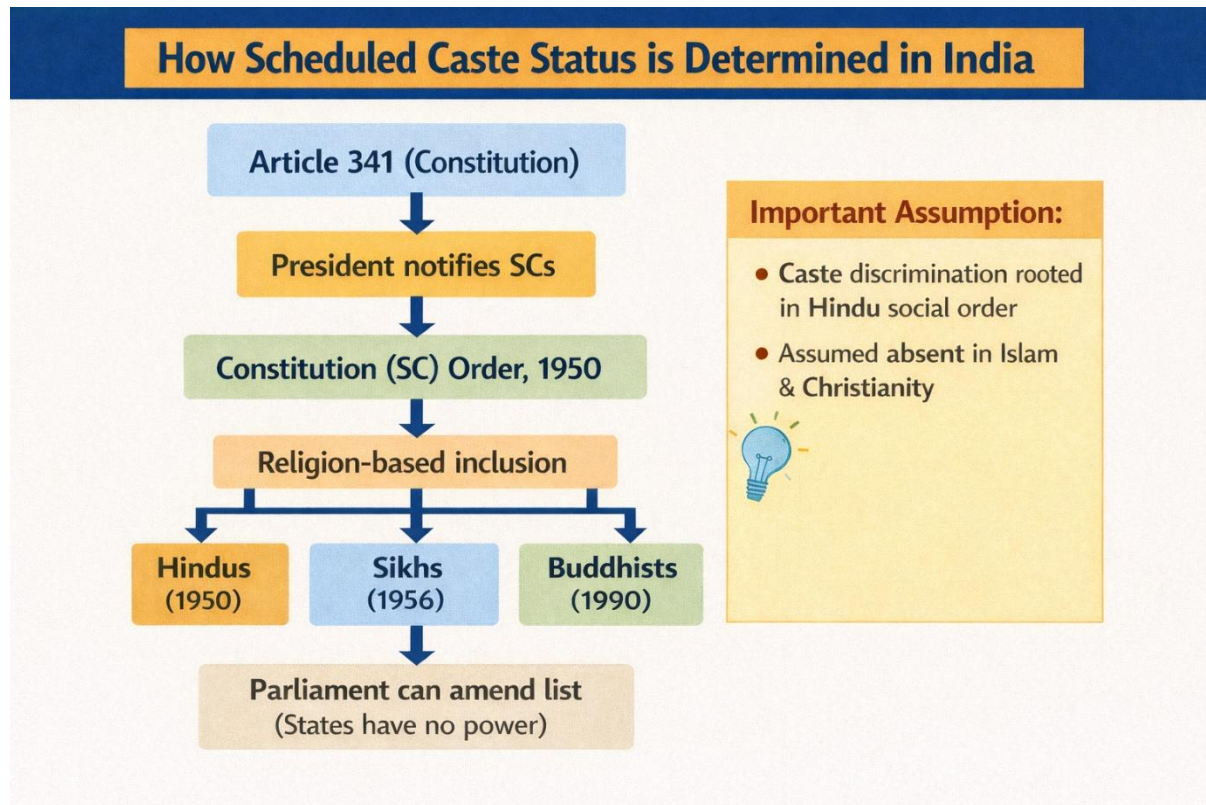 How Scheduled Caste Status is Determined in India
Article 341 (Constitution)
President notifies SCs
Constitution (SC) Order, 1950
Religion-based inclusion
Hindus
(1950)
Sikhs
(1956)
Buddhists
(1990)
Parliament can amend list
(States have no power)
Important Assumption:
• Caste discrimination rooted
in Hindu social order
• Assumed absent in Islam
& Christianity